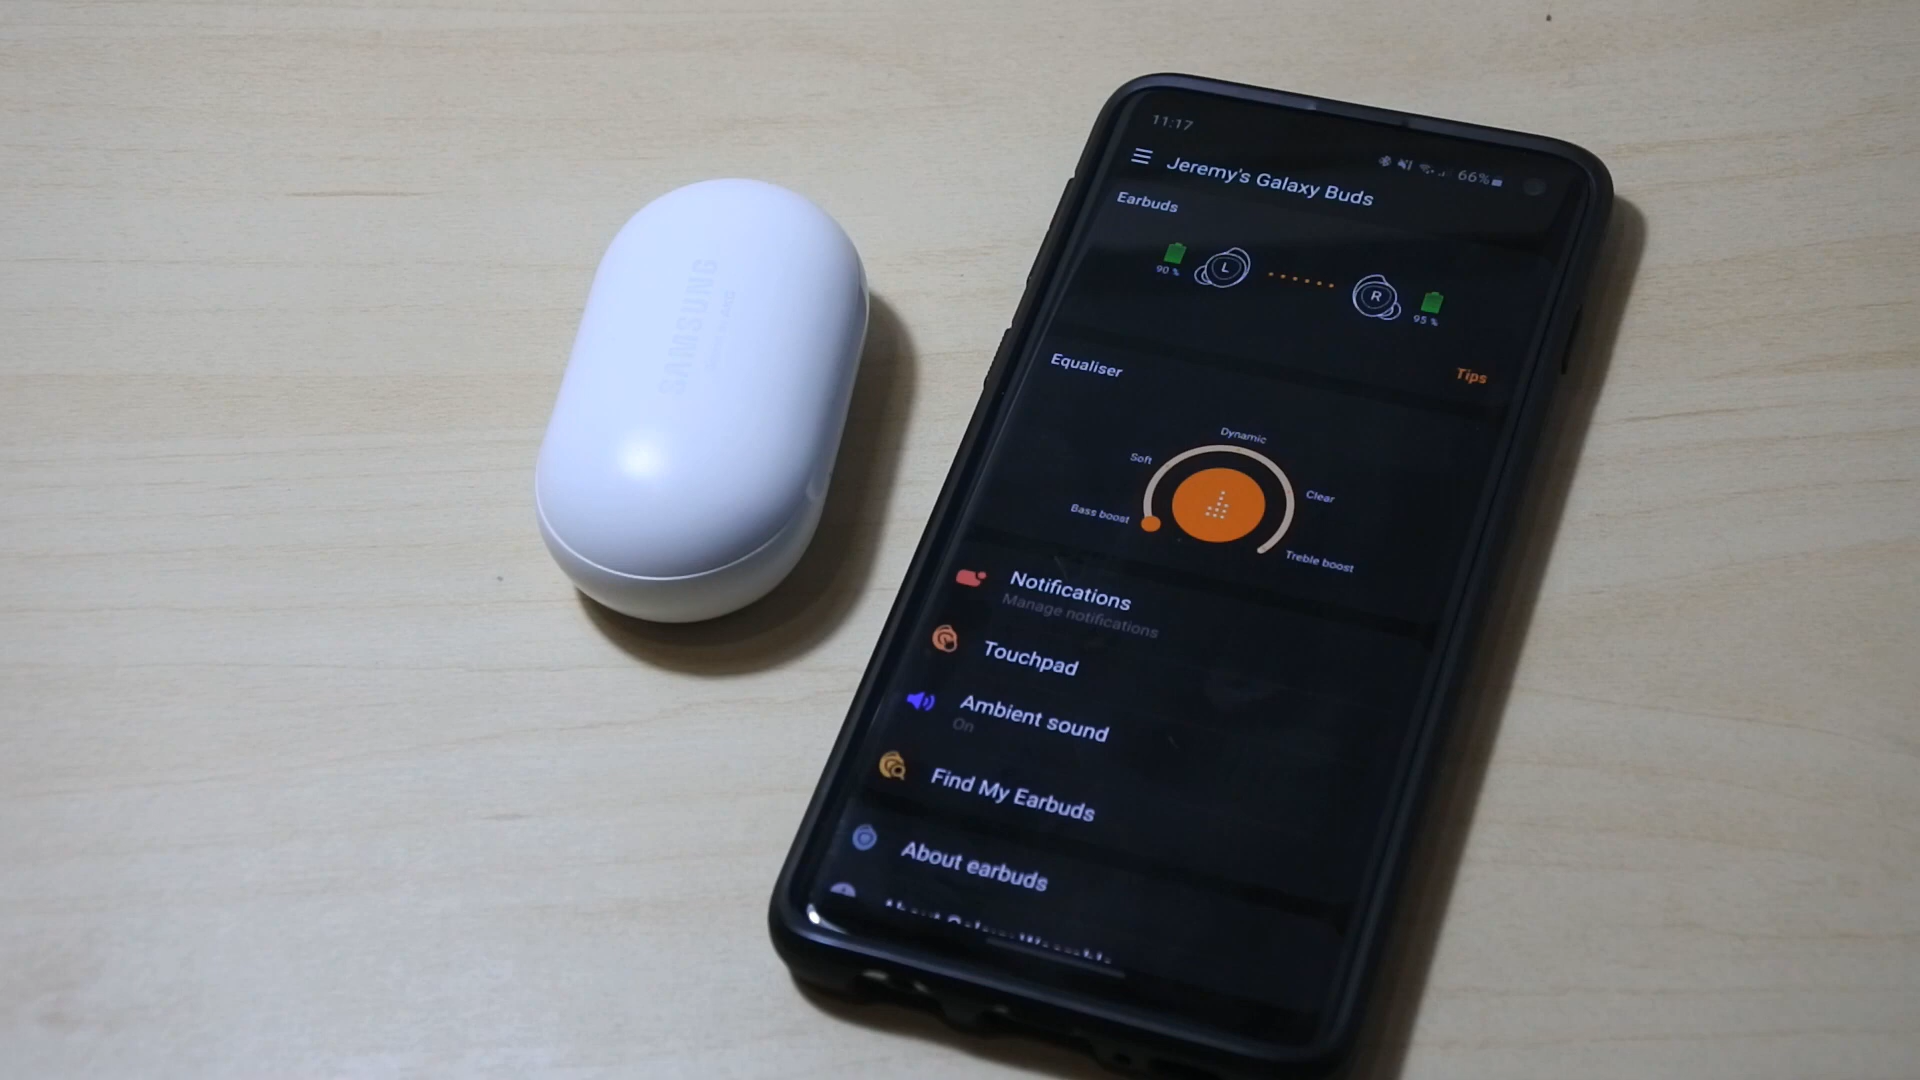 SAMSUNG
11:17
66%
Jeremy's Galaxy Buds
Earbuds
90 %
L
R
95 %
Equaliser
Tips
Dynamic
Soft
Clear
Bass boost
Treble boost
Notifications
Manage notifications
Touchpad
Ambient sound
On
Find My Earbuds
About earbuds